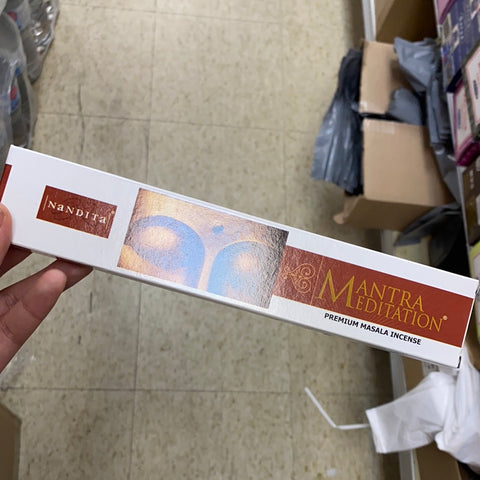 NaNDITa®
MANTRA
MEDITATION®
PREMIUM MASALA INCENSE